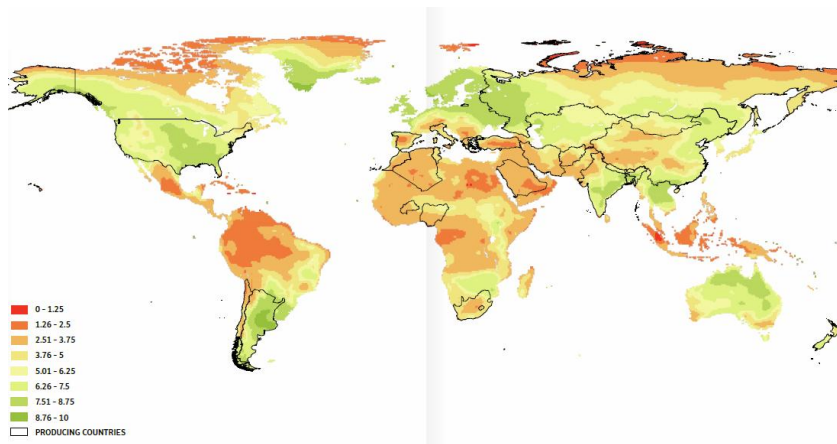 0 - 1.25
1.26 - 2.5
2.51 - 3.75
3.76 - 5
5.01 - 6.25
6.26 - 7.5
7.51 - 8.75
8.76 - 10
PRODUCING COUNTRIES